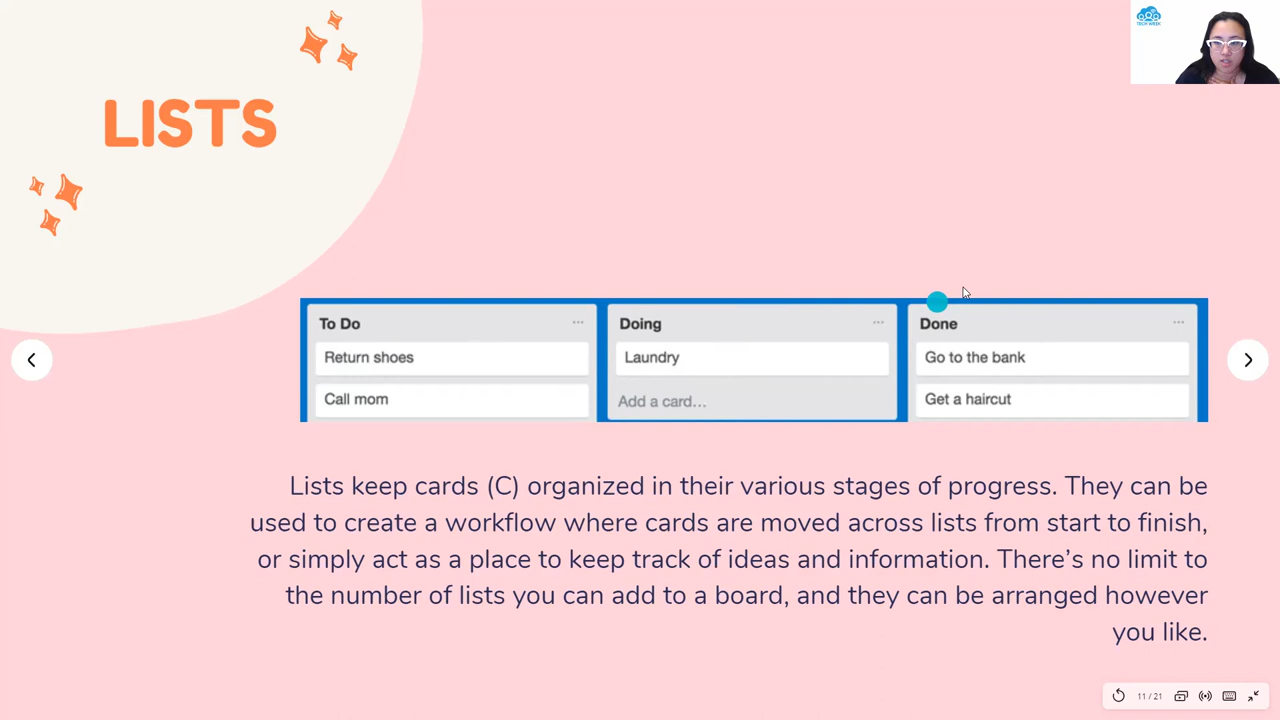 TECH WEEK
LISTS
To Do ...
Return shoes
Call mom
Doing ...
Laundry
Add a card...
Done ...
Go to the bank
Get a haircut
Lists keep cards (C) organized in their various stages of progress. They can be
used to create a workflow where cards are moved across lists from start to finish,
or simply act as a place to keep track of ideas and information. There’s no limit to
the number of lists you can add to a board, and they can be arranged however
you like.
11 / 21